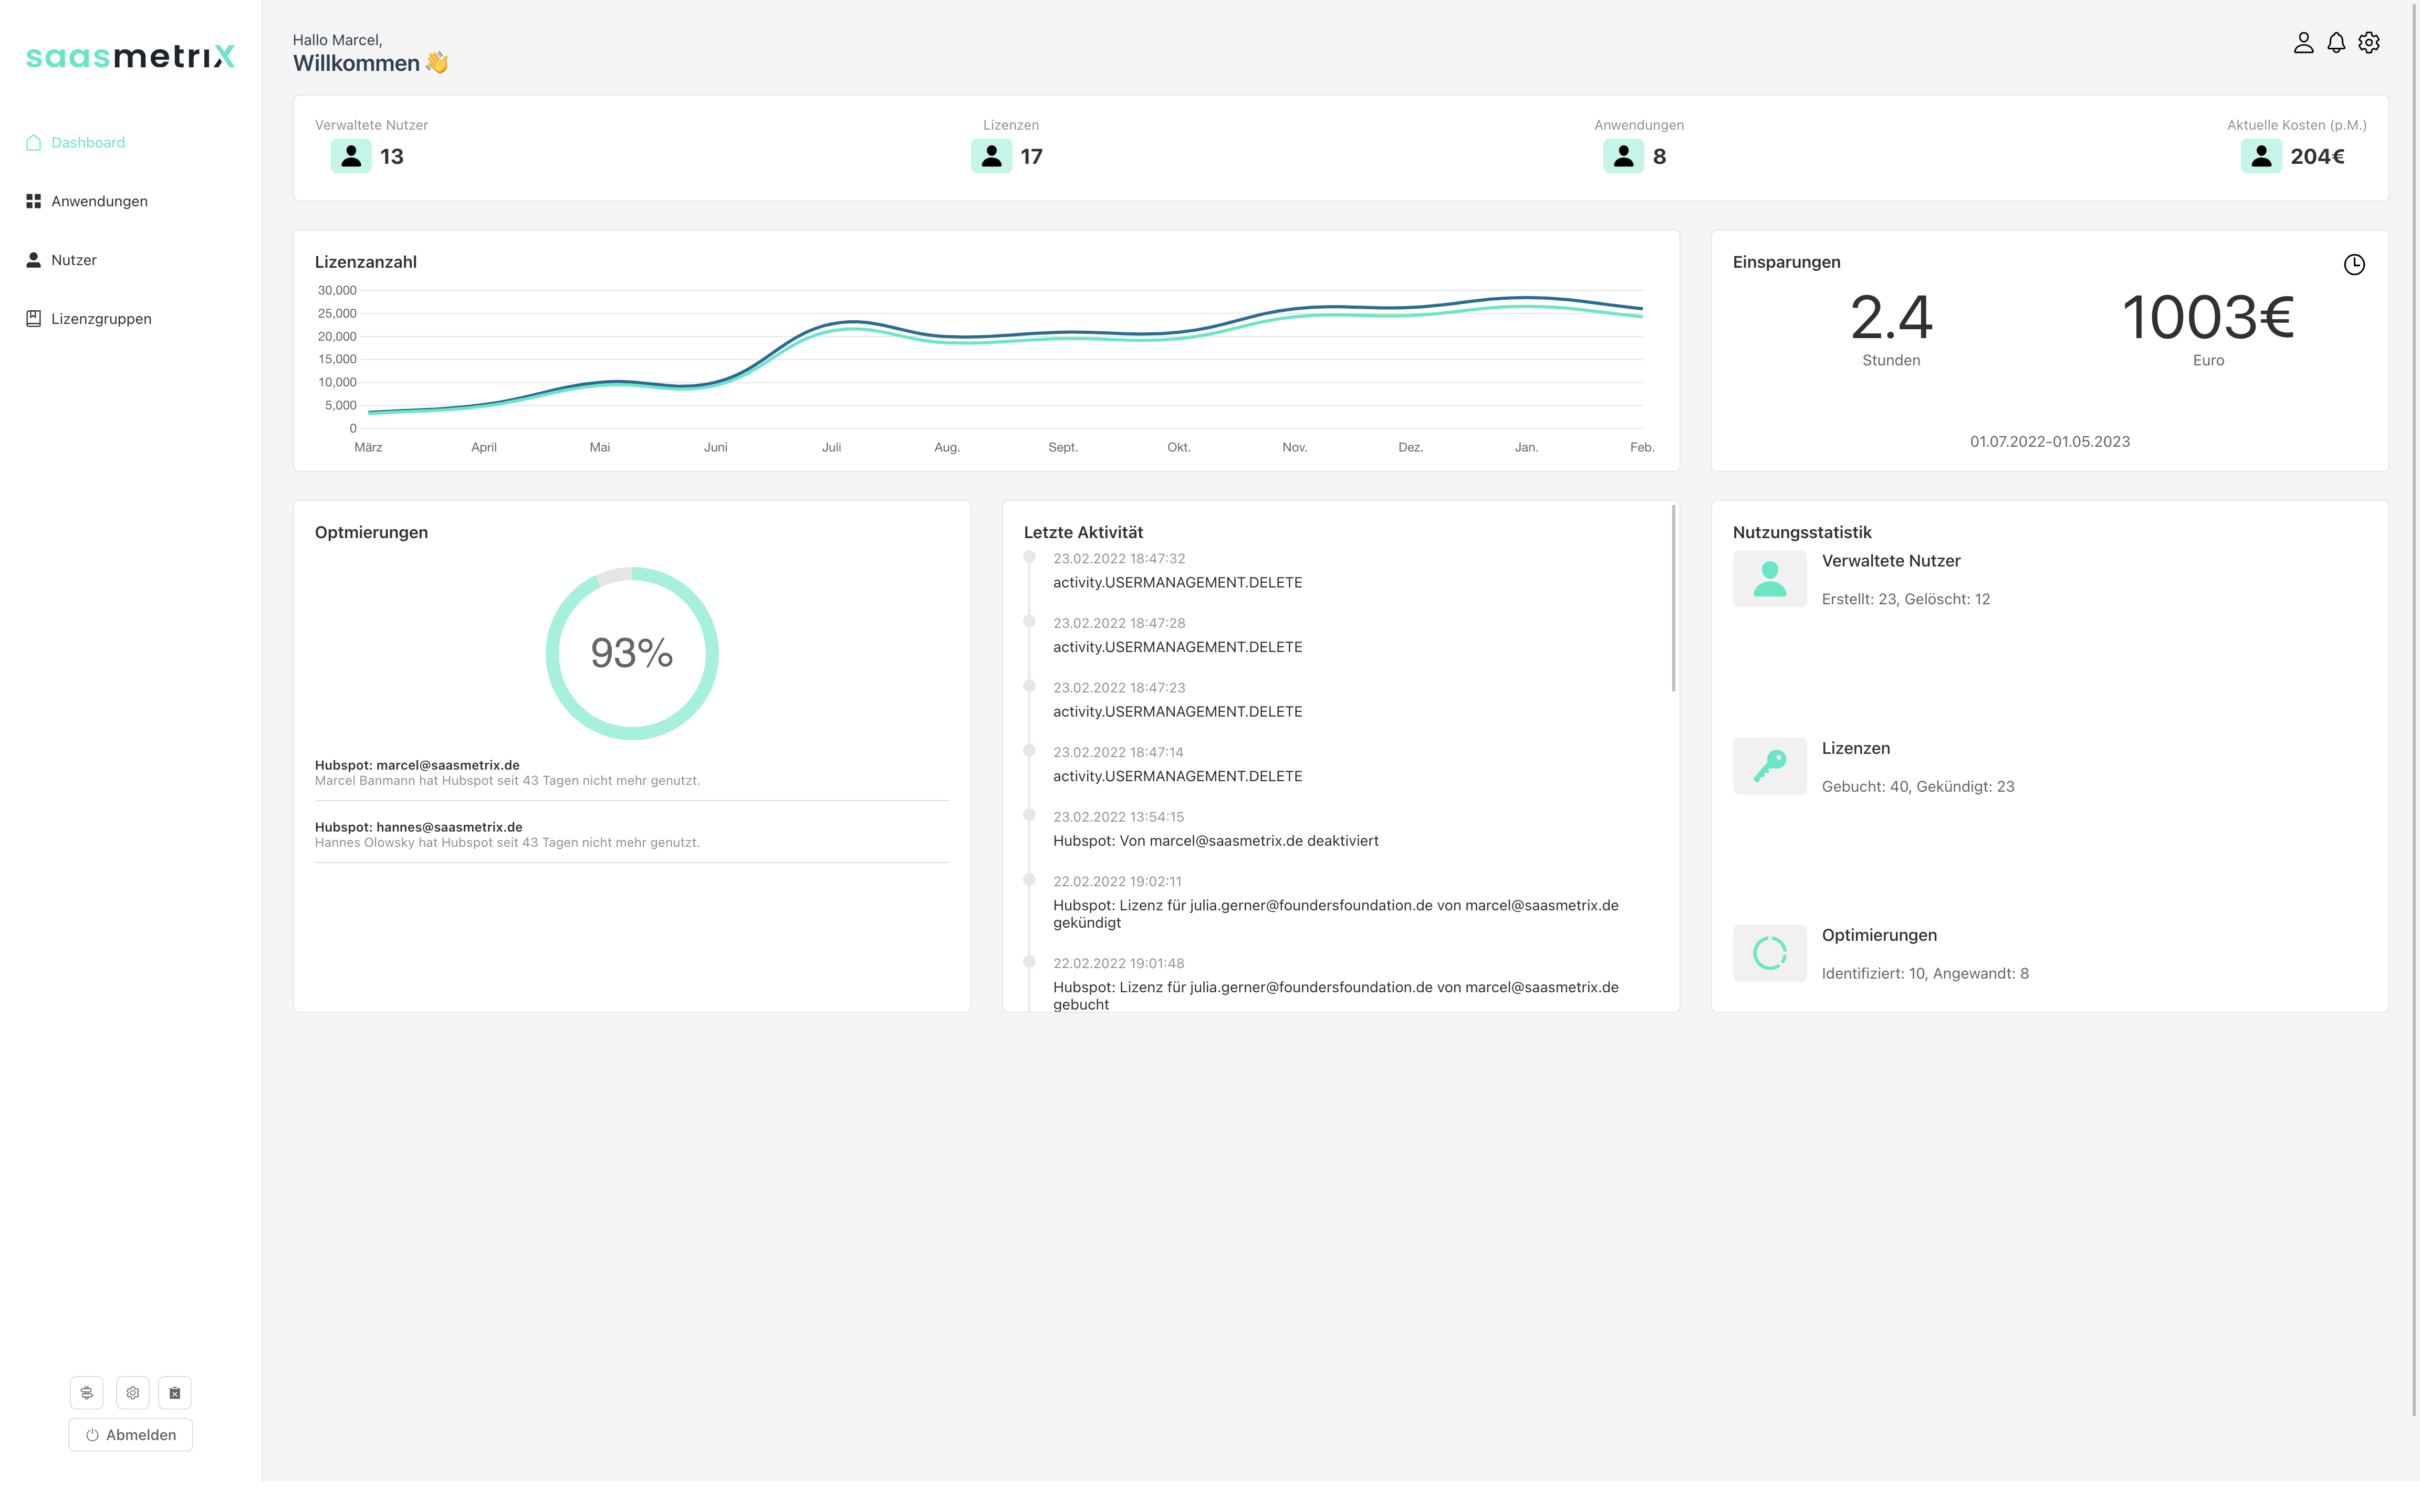 saasmetrix
Dashboard
Anwendungen
Nutzer
Lizenzgruppen
Abmelden
Hallo Marcel,
Willkommen 👋
Verwaltete Nutzer
13
Lizenzen
17
Anwendungen
8
Aktuelle Kosten (p.M.)
204€
Lizenzanzahl
30,000
25,000
20,000
15,000
10,000
5,000
0
März April Mai Juni Juli Aug. Sept. Okt. Nov. Dez. Jan. Feb.
Einsparungen
2.4
Stunden
1003€
Euro
01.07.2022-01.05.2023
Optmierungen
93%
Hubspot: marcel@saasmetrix.de
Marcel Banmann hat Hubspot seit 43 Tagen nicht mehr genutzt.
Hubspot: hannes@saasmetrix.de
Hannes Olowsky hat Hubspot seit 43 Tagen nicht mehr genutzt.
Letzte Aktivität
23.02.2022 18:47:32
activity.USERMANAGEMENT.DELETE
23.02.2022 18:47:28
activity.USERMANAGEMENT.DELETE
23.02.2022 18:47:23
activity.USERMANAGEMENT.DELETE
23.02.2022 18:47:14
activity.USERMANAGEMENT.DELETE
23.02.2022 13:54:15
Hubspot: Von marcel@saasmetrix.de deaktiviert
22.02.2022 19:02:11
Hubspot: Lizenz für julia.gerner@foundersfoundation.de von marcel@saasmetrix.de
gekündigt
22.02.2022 19:01:48
Hubspot: Lizenz für julia.gerner@foundersfoundation.de von marcel@saasmetrix.de
gebucht
Nutzungsstatistik
Verwaltete Nutzer
Erstellt: 23, Gelöscht: 12
Lizenzen
Gebucht: 40, Gekündigt: 23
Optimierungen
Identifiziert: 10, Angewandt: 8